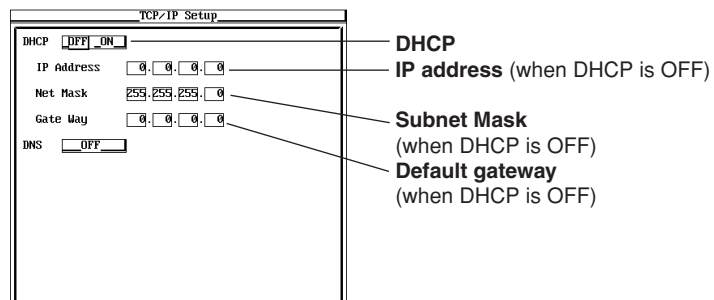 TCP/IP Setup
DHCP OFF ON
DHCP
IP Address 0. 0. 0. 0
IP address (when DHCP is OFF)
Net Mask 255.255.255. 0
Subnet Mask
(when DHCP is OFF)
Gate Way 0. 0. 0. 0
Default gateway
(when DHCP is OFF)
DNS OFF